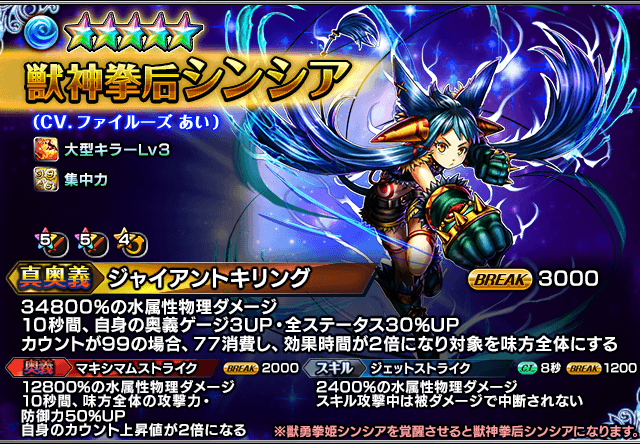 獣神拳后シンシア
(CV.ファイルーズ あい)
大型キラーLv3
集中力
5 5 4
真奥義 ジャイアントキリング BREAK 3000
34800%の水属性物理ダメージ
10秒間、自身の奥義ゲージ3UP・全ステータス30%UP
カウントが99の場合、77消費し、効果時間が2倍になり対象を味方全体にする
奥義 マキシマムストライク BREAK 2000
12800%の水属性物理ダメージ
10秒間、味方全体の攻撃力・
防御力50%UP
自身のカウント上昇値が2倍になる
スキル ジェットストライク CT 8秒 BREAK 1200
2400%の水属性物理ダメージ
スキル攻撃中は被ダメージで中断されない
※獣勇拳姫シンシアを覚醒させると獣神拳后シンシアになります。